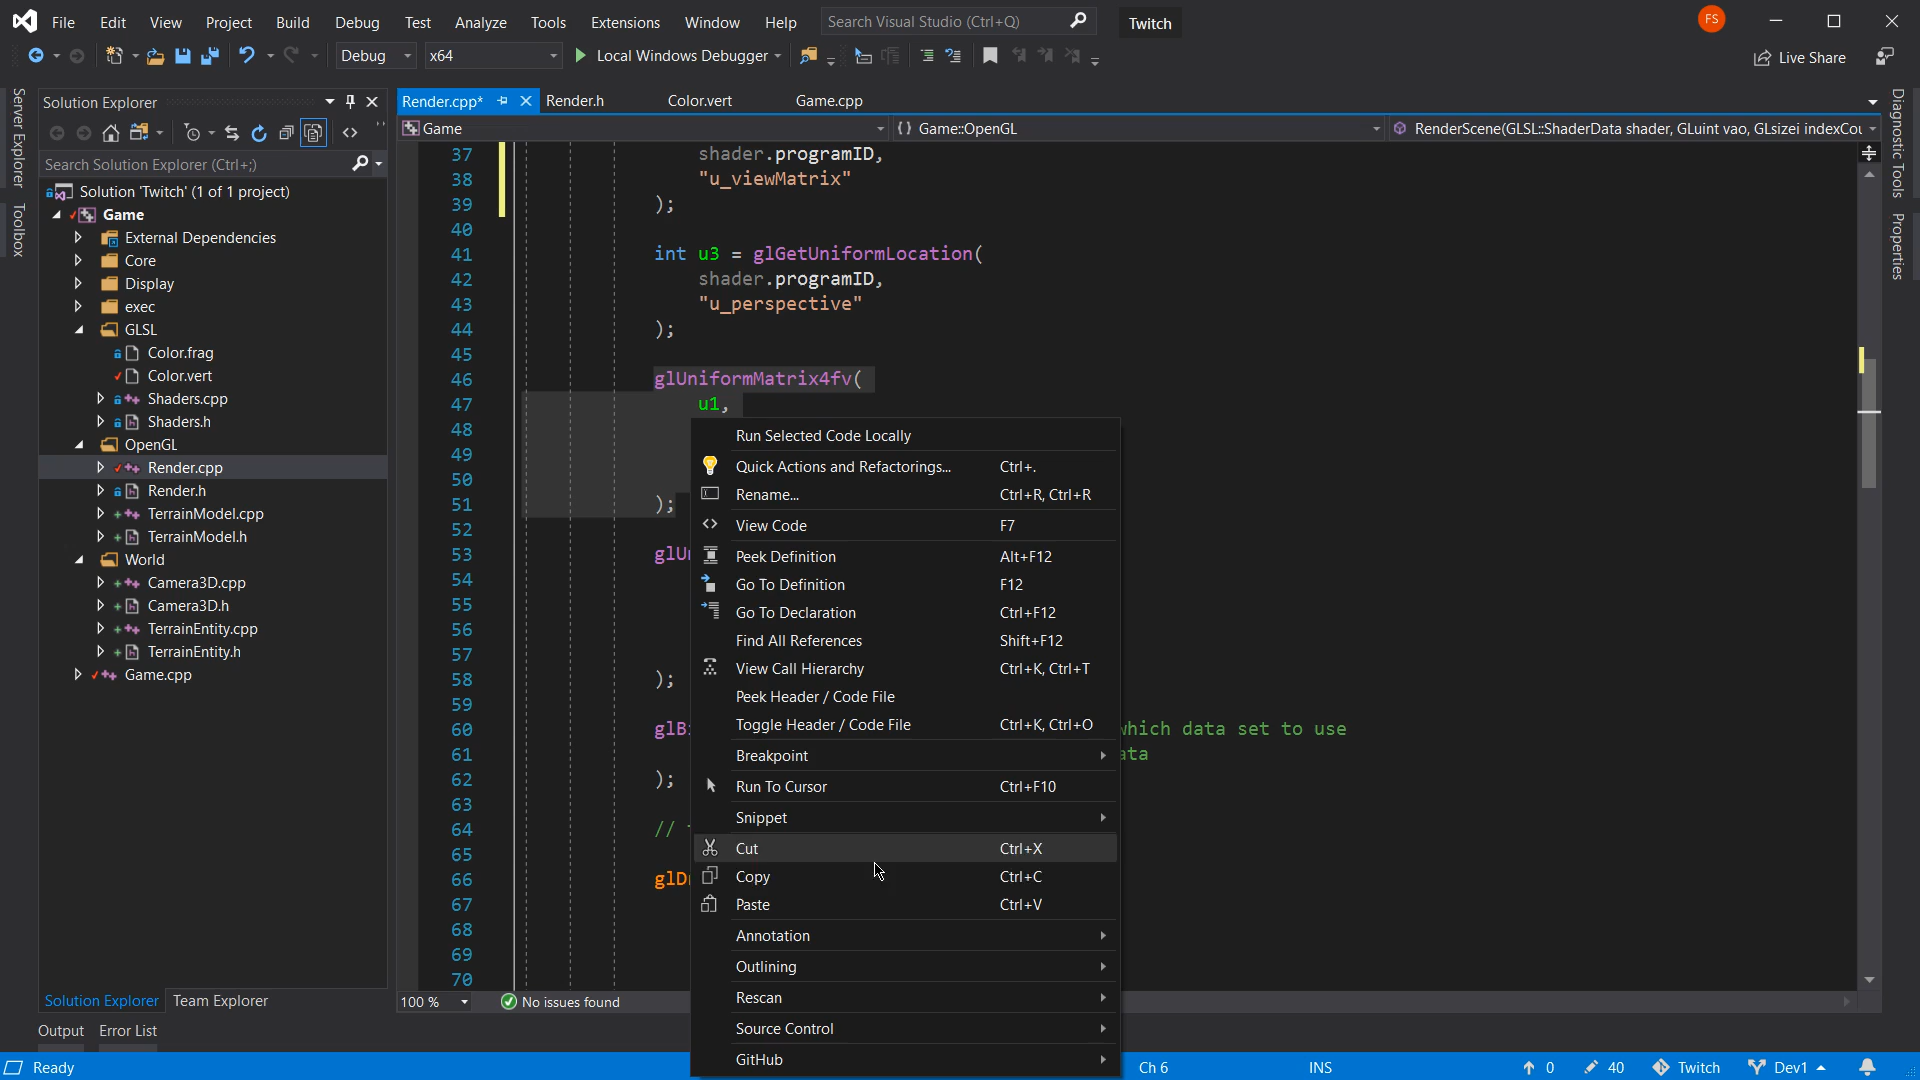 File Edit View Project Build Debug Test Analyze Tools Extensions Window Help Search Visual Studio (Ctrl+Q) Twitch FS
Debug x64 Local Windows Debugger Live Share
Server Explorer
Toolbox
Solution Explorer
Search Solution Explorer (Ctrl+;)
Solution 'Twitch' (1 of 1 project)
Game
External Dependencies
Core
Display
exec
GLSL
Color.frag
Color.vert
Shaders.cpp
Shaders.h
OpenGL
Render.cpp
Render.h
TerrainModel.cpp
TerrainModel.h
World
Camera3D.cpp
Camera3D.h
TerrainEntity.cpp
TerrainEntity.h
Game.cpp
Solution Explorer Team Explorer
Output Error List
Render.cpp* Render.h Color.vert Game.cpp
Game {} Game::OpenGL RenderScene(GLSL::ShaderData shader, GLuint vao, GLsizei indexCou
37 shader.programID,
38 "u_viewMatrix"
39 );
40
41 int u3 = glGetUniformLocation(
42 shader.programID,
43 "u_perspective"
44 );
45
46 glUniformMatrix4fv(
47 u1,
48
49
50
51 );
52
53
54
55
56
57
58 );
59
60 which data set to use
61
62 );
63
64 //
65
66
67
68
69
70
Run Selected Code Locally
Quick Actions and Refactorings... Ctrl+.
Rename... Ctrl+R, Ctrl+R
View Code F7
Peek Definition Alt+F12
Go To Definition F12
Go To Declaration Ctrl+F12
Find All References Shift+F12
View Call Hierarchy Ctrl+K, Ctrl+T
Peek Header / Code File
Toggle Header / Code File Ctrl+K, Ctrl+O
Breakpoint
Run To Cursor Ctrl+F10
Snippet
Cut Ctrl+X
Copy Ctrl+C
Paste Ctrl+V
Annotation
Outlining
Rescan
Source Control
GitHub
100 % No issues found
Diagnostic Tools
Properties
Ready Ch 6 INS 0 40 Twitch Dev1